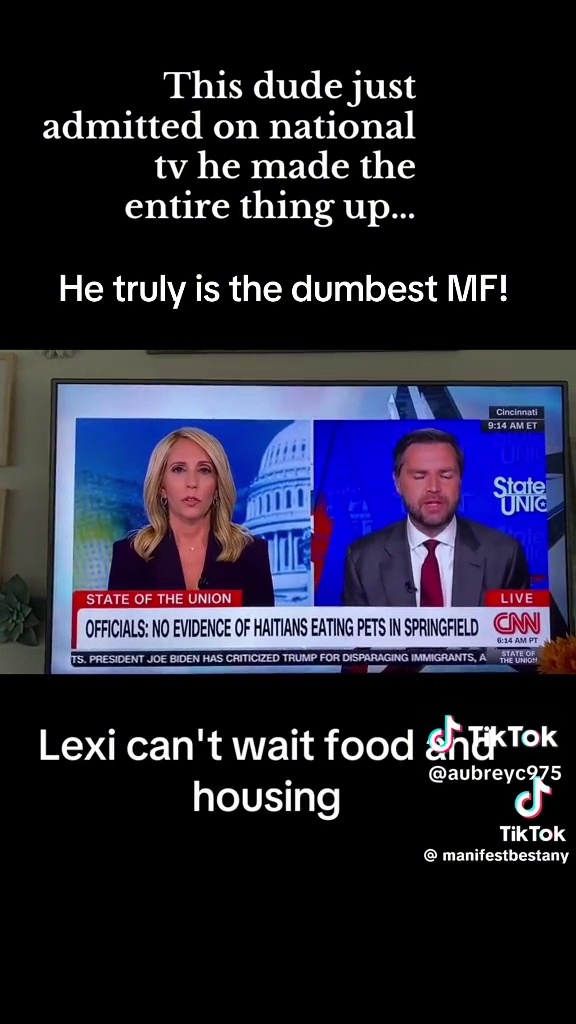 This dude just
admitted on national
tv he made the
entire thing up...
He truly is the dumbest MF!
Cincinnati
9:14 AM ET
State
UNIO
STATE OF THE UNION
LIVE
OFFICIALS: NO EVIDENCE OF HAITIANS EATING PETS IN SPRINGFIELD
CNN
6:14 AM PT
TS. PRESIDENT JOE BIDEN HAS CRITICIZED TRUMP FOR DISPARAGING IMMIGRANTS, A
STATE OF
THE UNION
Lexi can't wait food and
housing
TikTok
@aubreyc975
TikTok
@ manifestbestany